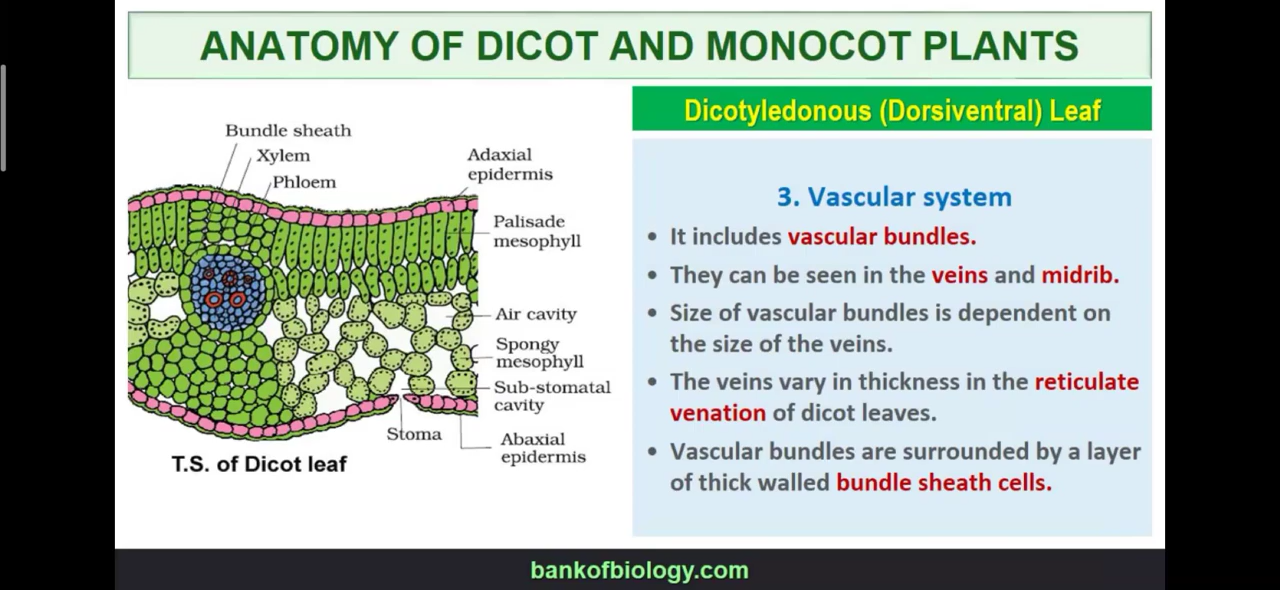 ANATOMY OF DICOT AND MONOCOT PLANTS
Bundle sheath
Xylem
Phloem
Adaxial
epidermis
Palisade
mesophyll
Air cavity
Spongy
mesophyll
Sub-stomatal
cavity
Stoma
Abaxial
epidermis
T.S. of Dicot leaf
Dicotyledonous (Dorsiventral) Leaf
3. Vascular system
• It includes vascular bundles.
• They can be seen in the veins and midrib.
• Size of vascular bundles is dependent on
the size of the veins.
• The veins vary in thickness in the reticulate
venation of dicot leaves.
• Vascular bundles are surrounded by a layer
of thick walled bundle sheath cells.
bankofbiology.com